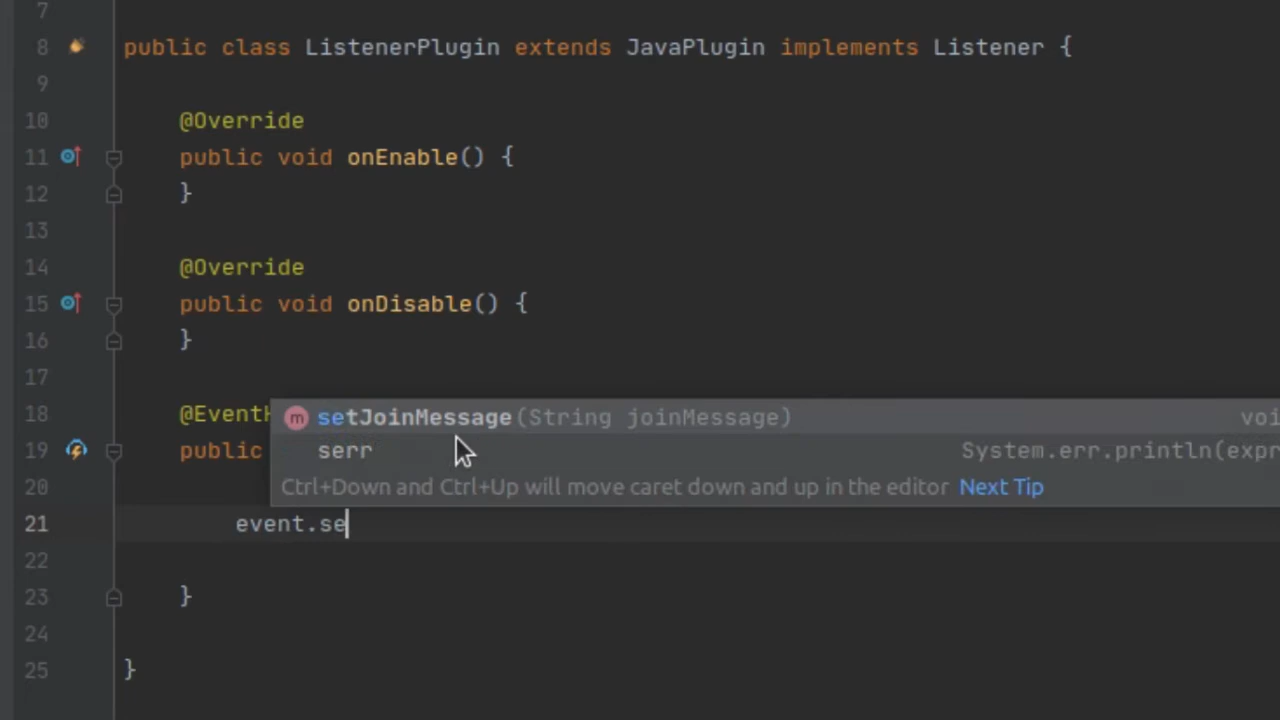 7
8 public class ListenerPlugin extends JavaPlugin implements Listener {
9
10 @Override
11 public void onEnable() {
12 }
13
14 @Override
15 public void onDisable() {
16 }
17
18 @EventH
setJoinMessage(String joinMessage) voi
19 public
serr System.err.println(expr
20
Ctrl+Down and Ctrl+Up will move caret down and up in the editor Next Tip
21 event.se
22
23 }
24
25 }